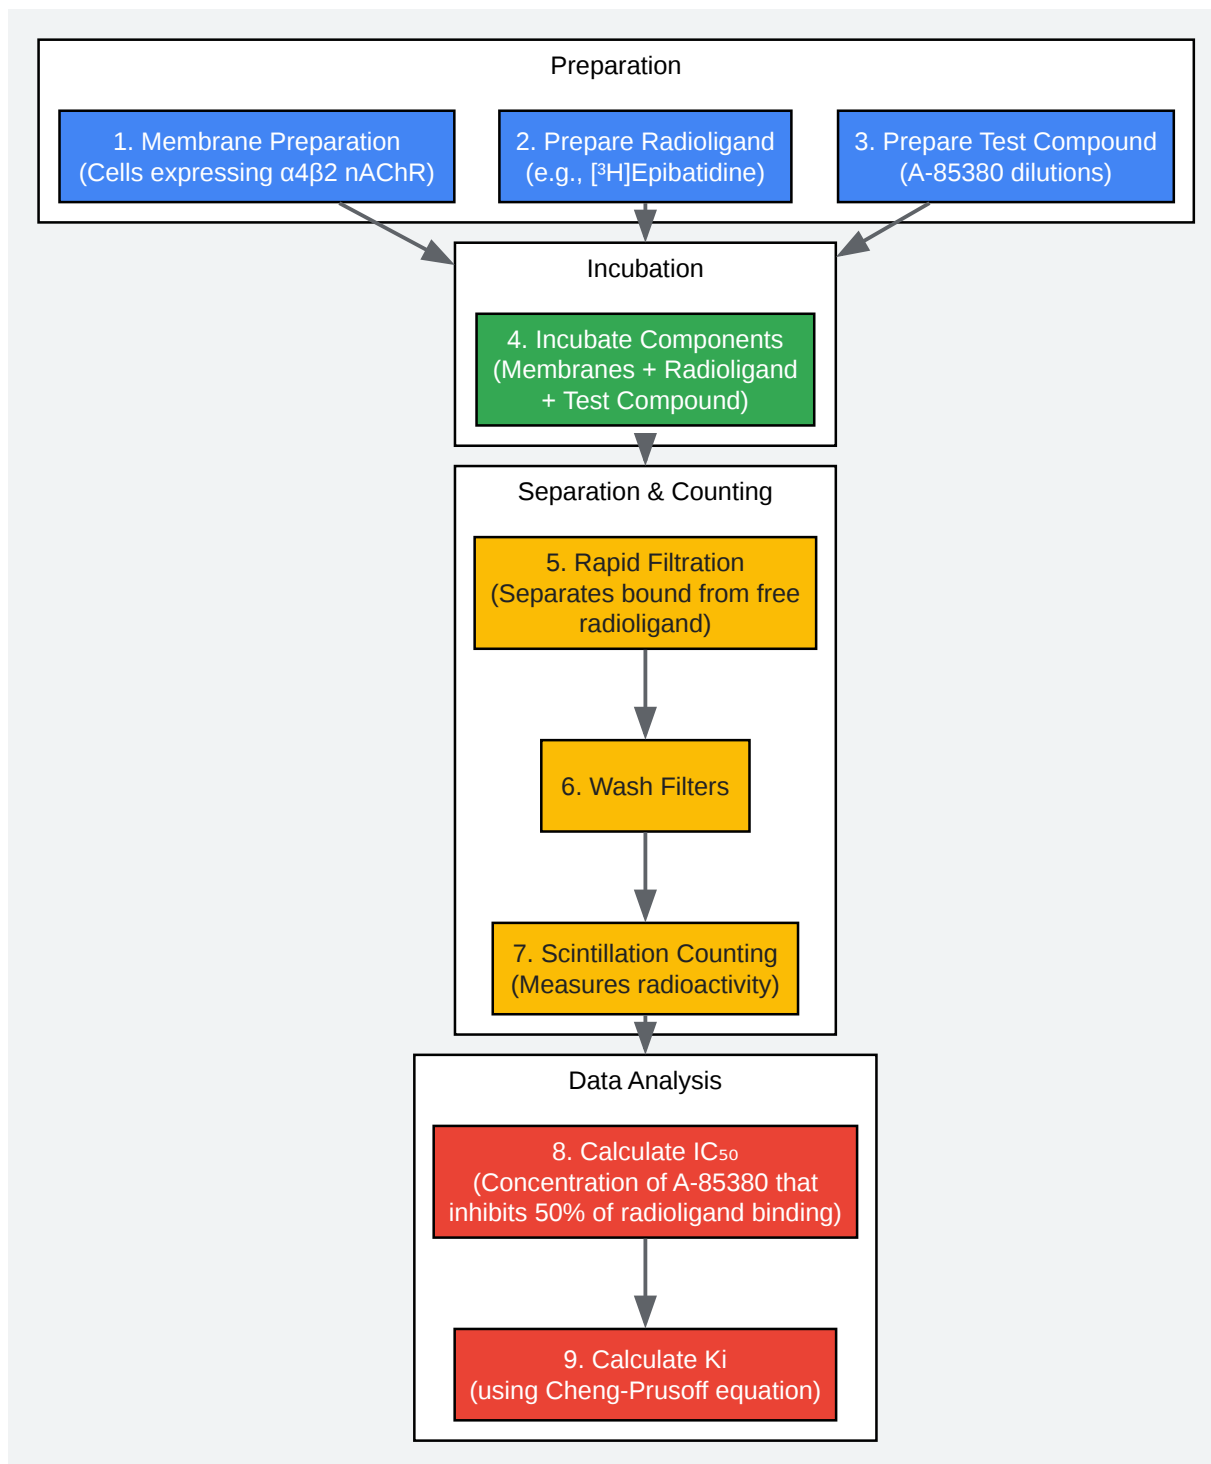 Preparation
1. Membrane Preparation
(Cells expressing α4β2 nAChR)
2. Prepare Radioligand
(e.g., [³H]Epibatidine)
3. Prepare Test Compound
(A-85380 dilutions)
Incubation
4. Incubate Components
(Membranes + Radioligand
+ Test Compound)
Separation & Counting
5. Rapid Filtration
(Separates bound from free
radioligand)
6. Wash Filters
7. Scintillation Counting
(Measures radioactivity)
Data Analysis
8. Calculate IC₅₀
(Concentration of A-85380 that
inhibits 50% of radioligand binding)
9. Calculate Ki
(using Cheng-Prusoff equation)